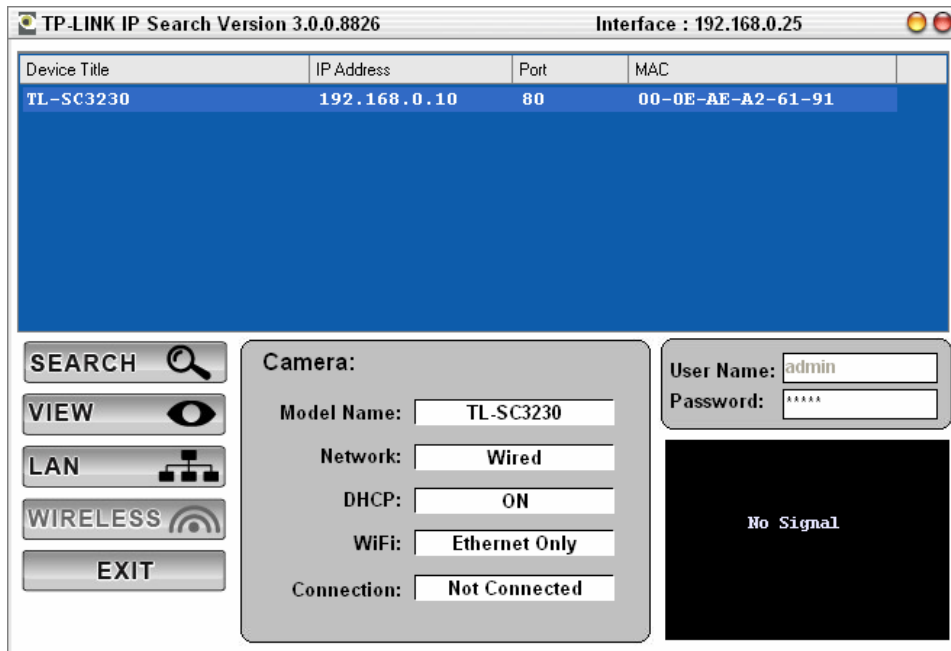 TP-LINK IP Search Version 3.0.0.8826 Interface : 192.168.0.25
Device Title IP Address Port MAC
TL-SC3230 192.168.0.10 80 00-0E-AE-A2-61-91
SEARCH
VIEW
LAN
WIRELESS
EXIT
Camera:
Model Name: TL-SC3230
Network: Wired
DHCP: ON
WiFi: Ethernet Only
Connection: Not Connected
User Name: admin
Password: *****
No Signal